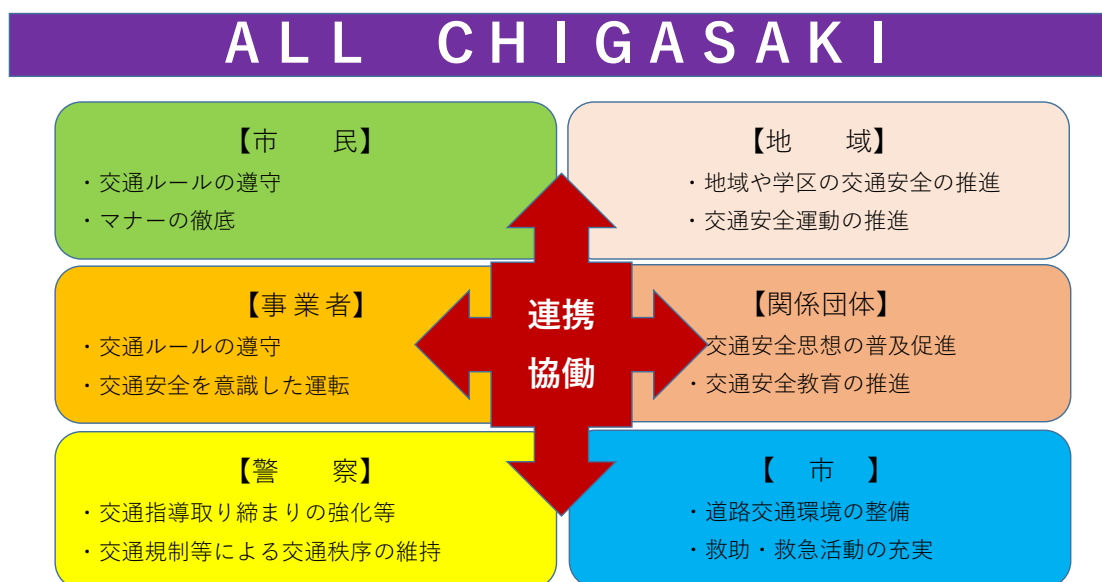 ALL CHIGASAKI
【市　　民】
・交通ルールの遵守
・マナーの徹底
【地　　域】
・地域や学区の交通安全の推進
・交通安全運動の推進
【事業者】
・交通ルールの遵守
・交通安全を意識した運転
連携
協働
【関係団体】
交通安全思想の普及促進
・交通安全教育の推進
【警　　察】
・交通指導取り締まりの強化等
・交通規制等による交通秩序の維持
【　市　】
・道路交通環境の整備
・救助・救急活動の充実